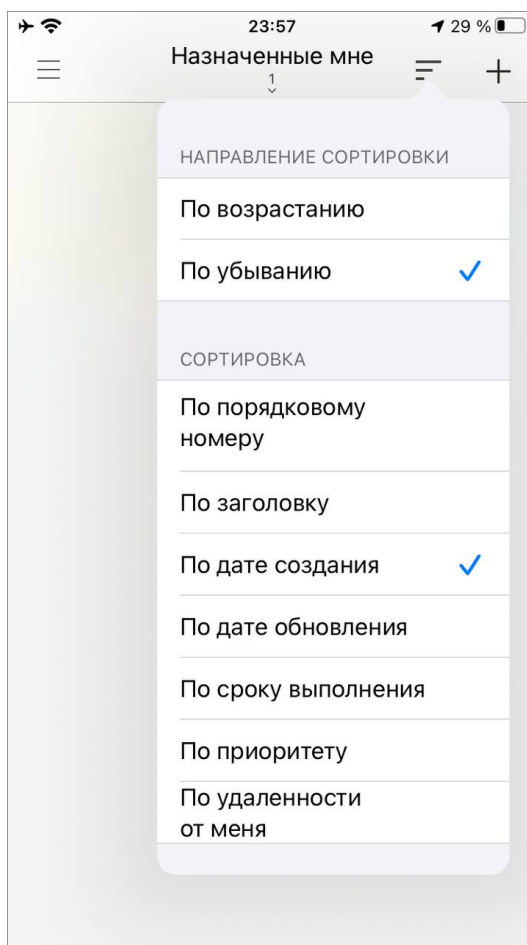 23:57
29 %
Назначенные мне
1
НАПРАВЛЕНИЕ СОРТИРОВКИ
По возрастанию
По убыванию
СОРТИРОВКА
По порядковому
номеру
По заголовку
По дате создания
По дате обновления
По сроку выполнения
По приоритету
По удаленности
от меня